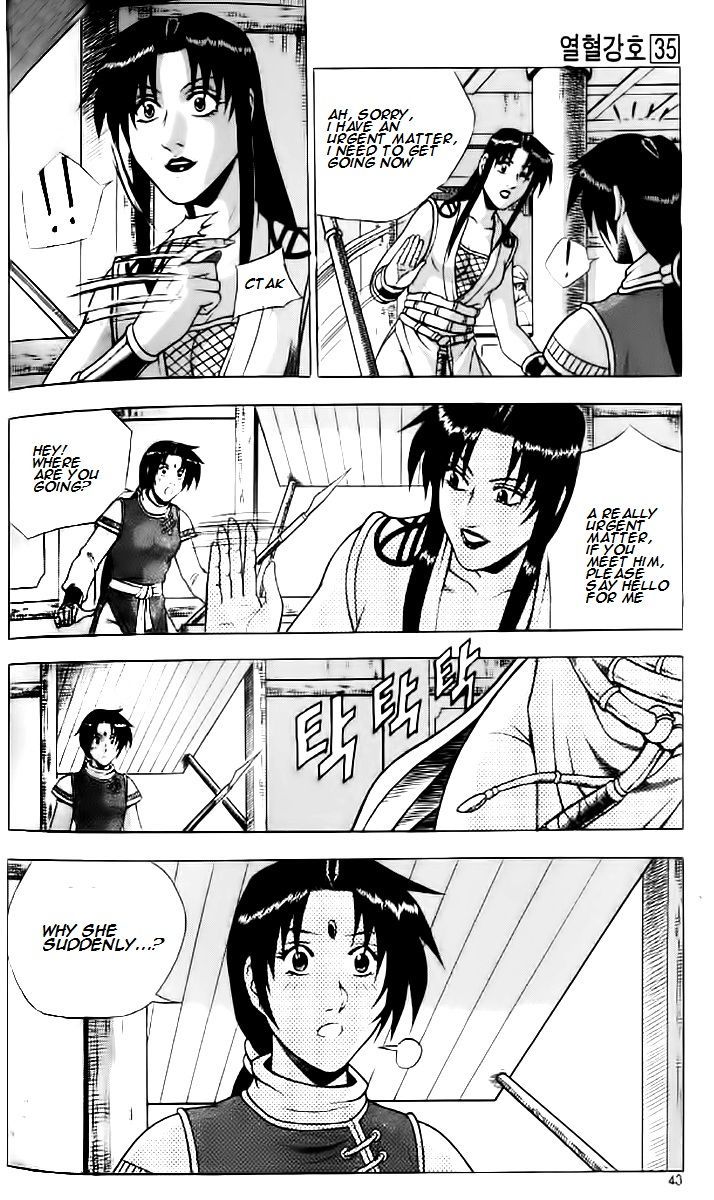 열혈강호 35
!!
CTAK
AH, SORRY,
I HAVE AN
URGENT MATTER,
I NEED TO GET
GOING NOW
!
HEY!
WHERE
ARE YOU
GOING?
A REALLY
URGENT
MATTER,
IF YOU
MEET HIM,
PLEASE
SAY HELLO
FOR ME
탁 탁 탁
WHY SHE
SUDDENLY...?
43